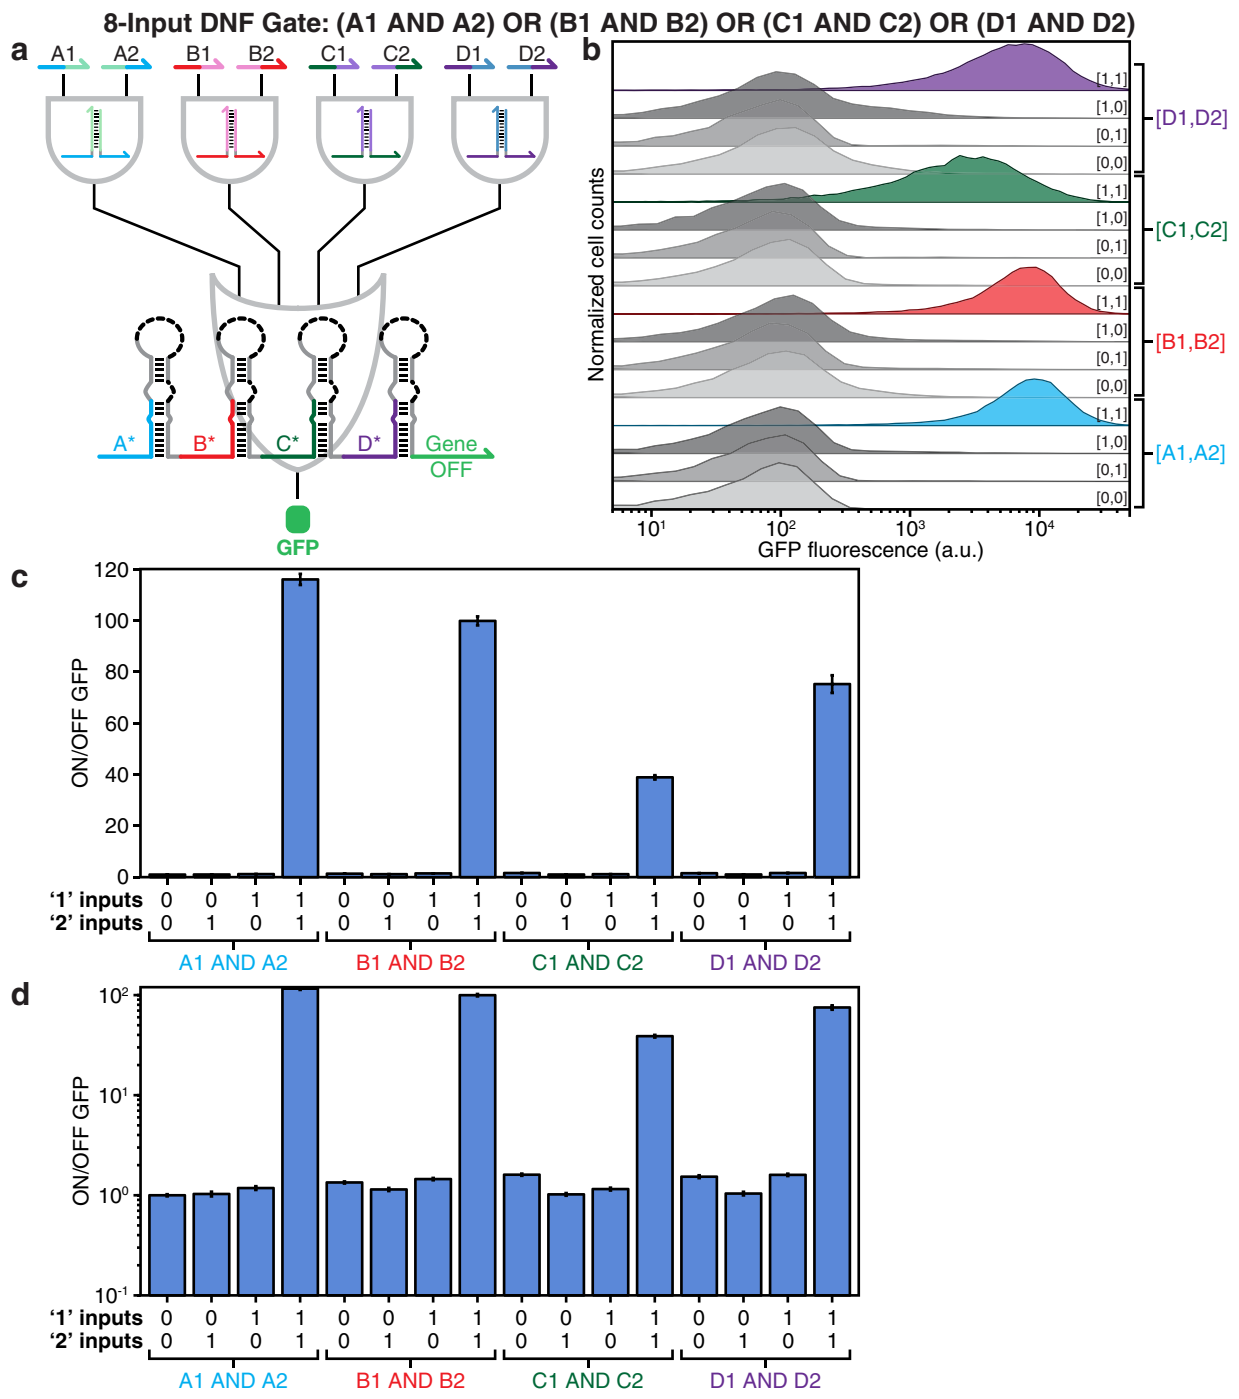 8-Input DNF Gate: (A1 AND A2) OR (B1 AND B2) OR (C1 AND C2) OR (D1 AND D2)
a
A1 A2 B1 B2 C1 C2 D1 D2
A* B* C* D* Gene
OFF
GFP
b
Normalized cell counts
[1,1]
[1,0]
[0,1]
[0,0]
[D1,D2]
[1,1]
[1,0]
[0,1]
[0,0]
[C1,C2]
[1,1]
[1,0]
[0,1]
[0,0]
[B1,B2]
[1,1]
[1,0]
[0,1]
[0,0]
[A1,A2]
10¹ 10² 10³ 10⁴
GFP fluorescence (a.u.)
c
ON/OFF GFP
120
100
80
60
40
20
0
‘1’ inputs 0 0 1 1 0 0 1 1 0 0 1 1 0 0 1 1
‘2’ inputs 0 1 0 1 0 1 0 1 0 1 0 1 0 1 0 1
A1 AND A2 B1 AND B2 C1 AND C2 D1 AND D2
d
ON/OFF GFP
10²
10¹
10⁰
10⁻¹
‘1’ inputs 0 0 1 1 0 0 1 1 0 0 1 1 0 0 1 1
‘2’ inputs 0 1 0 1 0 1 0 1 0 1 0 1 0 1 0 1
A1 AND A2 B1 AND B2 C1 AND C2 D1 AND D2